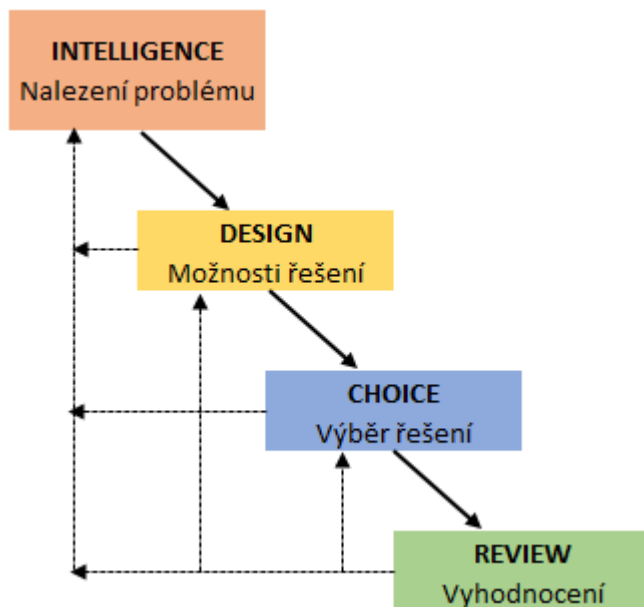 INTELLIGENCE
Nalezení problému
DESIGN
Možnosti řešení
CHOICE
Výběr řešení
REVIEW
Vyhodnocení